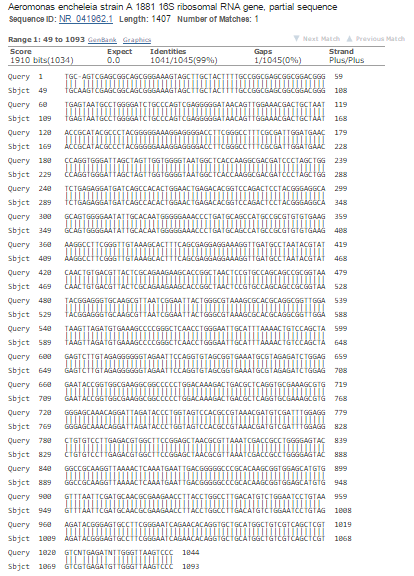 Aeromonas encheleia strain A 1881 16S ribosomal RNA gene, partial sequence
Sequence ID: NR_041962.1 Length: 1407 Number of Matches: 1
Range 1: 49 to 1093 GenBank Graphics Next Match Previous Match
Score Expect Identities Gaps Strand
1910 bits(1034) 0.0 1041/1045(99%) 1/1045(0%) Plus/Plus
Query 1 TGC-AGTCGAGCGGCAGCGGGAAAGTAGCTTGCTACTTTTGCCGGCGAGCGGCGGACGGG 59
Sbjct 49 TGCAAGTCGAGCGGCAGCGGGAAAGTAGCTTGCTACTTTTGCCGGCGAGCGGCGGACGGG 108
Query 60 TGAGTAATGCCTGGGGATCTGCCCAGTCGAGGGGGATAACAGTTGGAAACGACTGCTAAT 119
Sbjct 109 TGAGTAATGCCTGGGGATCTGCCCAGTCGAGGGGGATAACAGTTGGAAACGACTGCTAAT 168
Query 120 ACCGCATACGCCCTACGGGGGAAAGGAGGGGACCTTCGGGCCTTTCGCGATTGGATGAAC 179
Sbjct 169 ACCGCATACGCCCTACGGGGGAAAGGAGGGGACCTTCGGGCCTTTCGCGATTGGATGAAC 228
Query 180 CCAGGTGGGATTAGCTAGTTGGTGGGGTAATGGCTCACCAAGGCGACGATCCCTAGCTGG 239
Sbjct 229 CCAGGTGGGATTAGCTAGTTGGTGGGGTAATGGCTCACCAAGGCGACGATCCCTAGCTGG 288
Query 240 TCTGAGAGGATGATCAGCCACACTGGAACTGAGACACGGTCCAGACTCCTACGGGAGGCA 299
Sbjct 289 TCTGAGAGGATGATCAGCCACACTGGAACTGAGACACGGTCCAGACTCCTACGGGAGGCA 348
Query 300 GCAGTGGGGAATATTGCACAATGGGGGAAACCCTGATGCAGCCATGCCGCGTGTGTGAAG 359
Sbjct 349 GCAGTGGGGAATATTGCACAATGGGGGAAACCCTGATGCAGCCATGCCGCGTGTGTGAAG 408
Query 360 AAGGCCTTCGGGTTGTAAAGCACTTTCAGCGAGGAGGAAAGGTTGATGCCTAATACGTAT 419
Sbjct 409 AAGGCCTTCGGGTTGTAAAGCACTTTCAGCGAGGAGGAAAGGTTGATGCCTAATACGTAT 468
Query 420 CAACTGTGACGTTACTCGCAGAAGAAGCACCGGCTAACTCCGTGCCAGCAGCCGCGGTAA 479
Sbjct 469 CAACTGTGACGTTACTCGCAGAAGAAGCACCGGCTAACTCCGTGCCAGCAGCCGCGGTAA 528
Query 480 TACGGAGGGTGCAAGCGTTAATCGGAATTACTGGGCGTAAAGCGCACGCAGGCGGTTGGA 539
Sbjct 529 TACGGAGGGTGCAAGCGTTAATCGGAATTACTGGGCGTAAAGCGCACGCAGGCGGTTGGA 588
Query 540 TAAGTTAGATGTGAAAGCCCCGGGCTCAACCTGGGAATTGCATTTAAAACTGTCCAGCTA 599
Sbjct 589 TAAGTTAGATGTGAAAGCCCCGGGCTCAACCTGGGAATTGCATTTAAAACTGTCCAGCTA 648
Query 600 GAGTCTTGTAGAGGGGGGTAGAATTCCAGGTGTAGCGGTGAAATGCGTAGAGATCTGGAG 659
Sbjct 649 GAGTCTTGTAGAGGGGGGTAGAATTCCAGGTGTAGCGGTGAAATGCGTAGAGATCTGGAG 708
Query 660 GAATACCGGTGGCGAAGGCGGCCCCCTGGACAAAGACTGACGCTCAGGTGCGAAAGCGTG 719
Sbjct 709 GAATACCGGTGGCGAAGGCGGCCCCCTGGACAAAGACTGACGCTCAGGTGCGAAAGCGTG 768
Query 720 GGGAGCAAACAGGATTAGATACCCTGGTAGTCCACGCCGTAAACGATGTCGATTTGGAGG 779
Sbjct 769 GGGAGCAAACAGGATTAGATACCCTGGTAGTCCACGCCGTAAACGATGTCGATTTGGAGG 828
Query 780 CTGTGTCCTTGAGACGTGGCTTCCGGAGCTAACGCGTTAAATCGACCGCCTGGGGAGTAC 839
Sbjct 829 CTGTGTCCTTGAGACGTGGCTTCCGGAGCTAACGCGTTAAATCGACCGCCTGGGGAGTAC 888
Query 840 GGCCGCAAGGTTAAAACTCAAATGAATTGACGGGGGCCCGCACAAGCGGTGGAGCATGTG 899
Sbjct 889 GGCCGCAAGGTTAAAACTCAAATGAATTGACGGGGGCCCGCACAAGCGGTGGAGCATGTG 948
Query 900 GTTTAATTCGATGCAACGCGAAGAACCTTACCTGGCCTTGACATGTCTGGAATCCTGTAA 959
Sbjct 949 GTTTAATTCGATGCAACGCGAAGAACCTTACCTGGCCTTGACATGTCTGGAATCCTGTAG 1008
Query 960 AGATACGGGAGTGCCTTCGGGAATCAGAACACAGGTGCTGCATGGCTGTCGTCAGCTCGT 1019
Sbjct 1009 AGATACGGGAGTGCCTTCGGGAATCAGAACACAGGTGCTGCATGGCTGTCGTCAGCTCGT 1068
Query 1020 GTCNTGAGATNTTGGGTTAAGTCCC 1044
Sbjct 1069 GTCGTGAGATGTTGGGTTAAGTCCC 1093